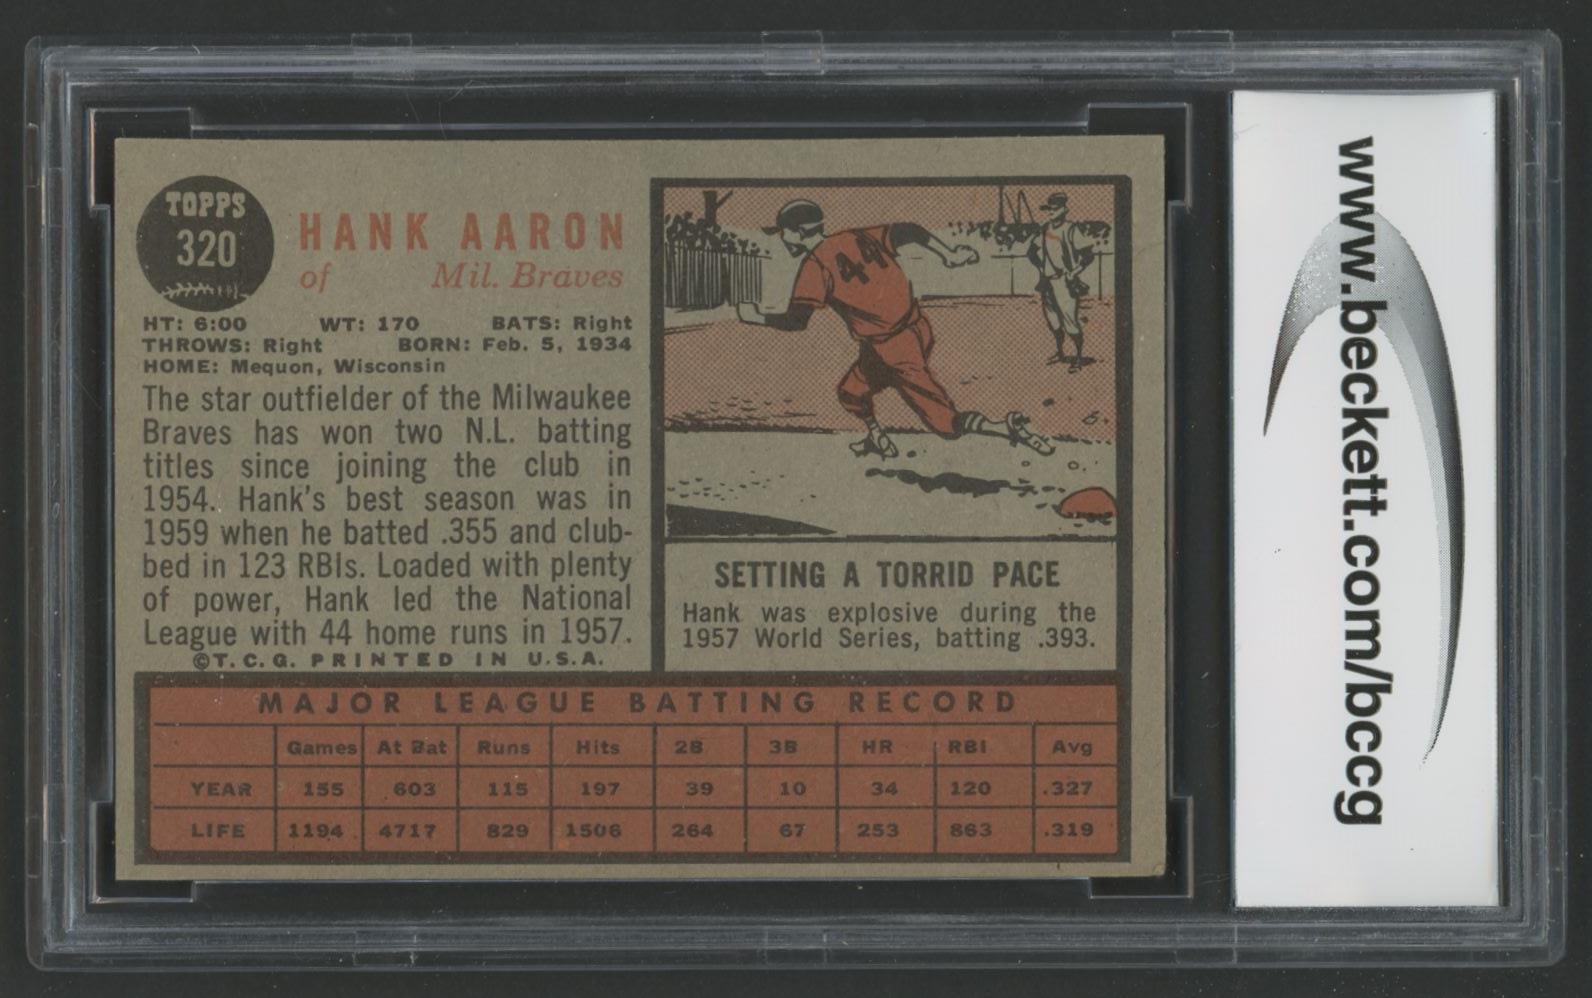 TOPPS
320
HANK AARON
of Mil. Braves
HT: 6:00 WT: 170 BATS: Right
THROWS: Right BORN: Feb. 5, 1934
HOME: Mequon, Wisconsin
The star outfielder of the Milwaukee
Braves has won two N.L. batting
titles since joining the club in
1954. Hank's best season was in
1959 when he batted .355 and club-
bed in 123 RBIs. Loaded with plenty
of power, Hank led the National
League with 44 home runs in 1957.
©T.C.G. PRINTED IN U.S.A.
44
SETTING A TORRID PACE
Hank was explosive during the
1957 World Series, batting .393.
MAJOR LEAGUE BATTING RECORD
Games At Bat Runs Hits 2B 3B HR RBI Avg
YEAR 155 603 115 197 39 10 34 120 .327
LIFE 1194 4717 829 1506 264 67 253 863 .319
www.beckett.com/bccg